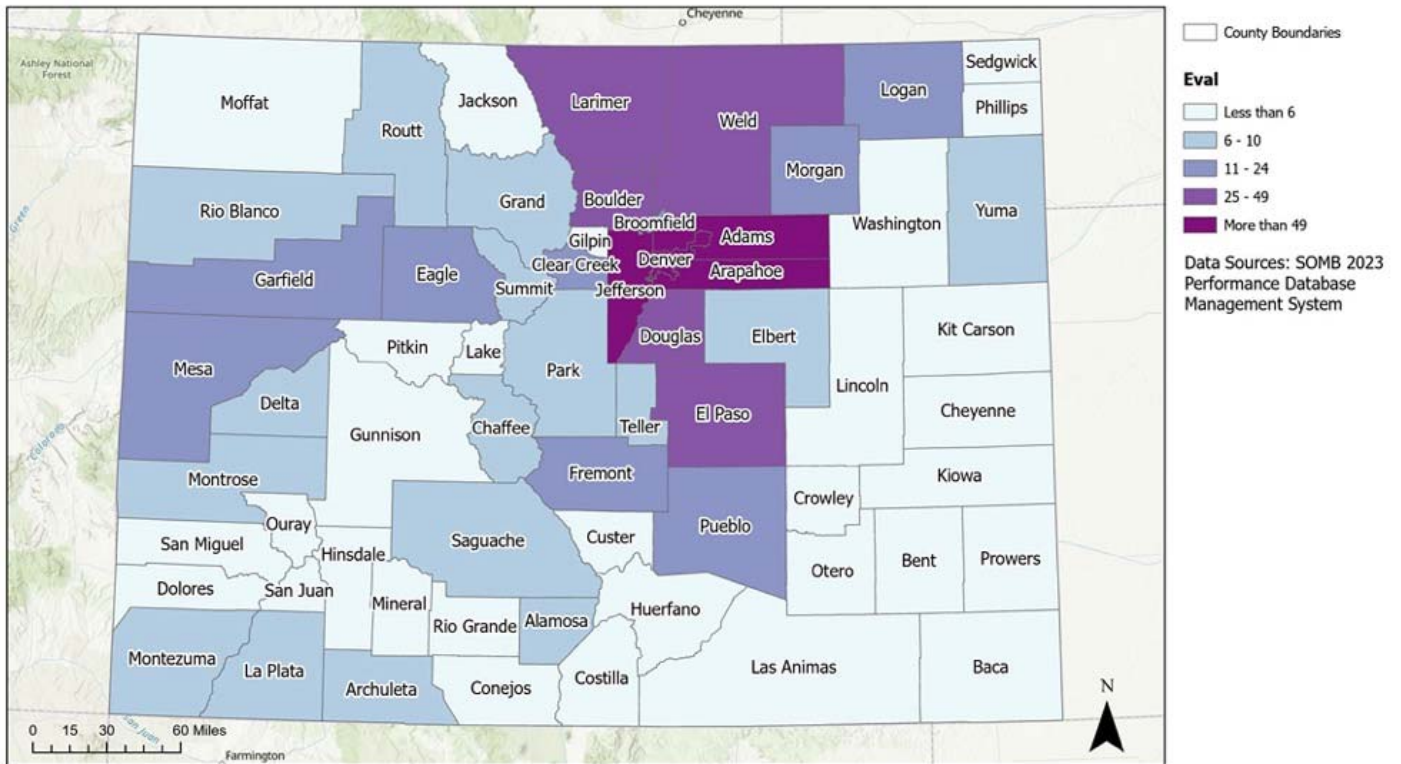 Cheyenne
Ashley National
Forest
Green
Colorado
San Juan
Farmington
Moffat
Routt
Jackson
Larimer
Weld
Logan
Sedgwick
Phillips
Morgan
Rio Blanco
Grand
Boulder
Broomfield
Washington
Yuma
Gilpin
Adams
Garfield
Eagle
Clear Creek
Denver
Arapahoe
Summit
Jefferson
Kit Carson
Pitkin
Lake
Park
Douglas
Elbert
Mesa
Lincoln
Delta
Chaffee
Teller
El Paso
Cheyenne
Gunnison
Montrose
Fremont
Kiowa
Crowley
Ouray
Pueblo
San Miguel
Hinsdale
Saguache
Custer
Otero
Bent
Prowers
Dolores
San Juan
Mineral
Rio Grande
Alamosa
Huerfano
Montezuma
La Plata
Archuleta
Conejos
Costilla
Las Animas
Baca
0 15 30 60 Miles
N
County Boundaries
Eval
Less than 6
6 - 10
11 - 24
25 - 49
More than 49
Data Sources: SOMB 2023
Performance Database
Management System